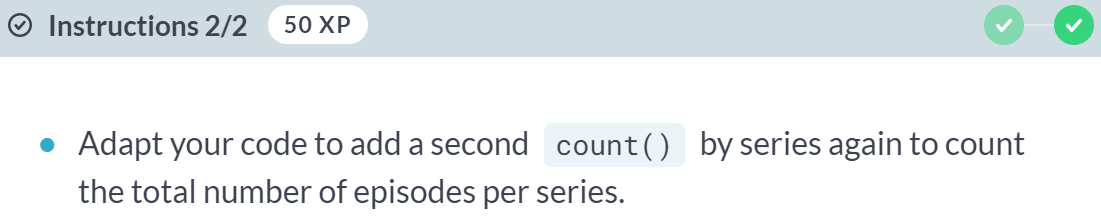 Instructions 2/2 50 XP
Adapt your code to add a second count() by series again to count
the total number of episodes per series.